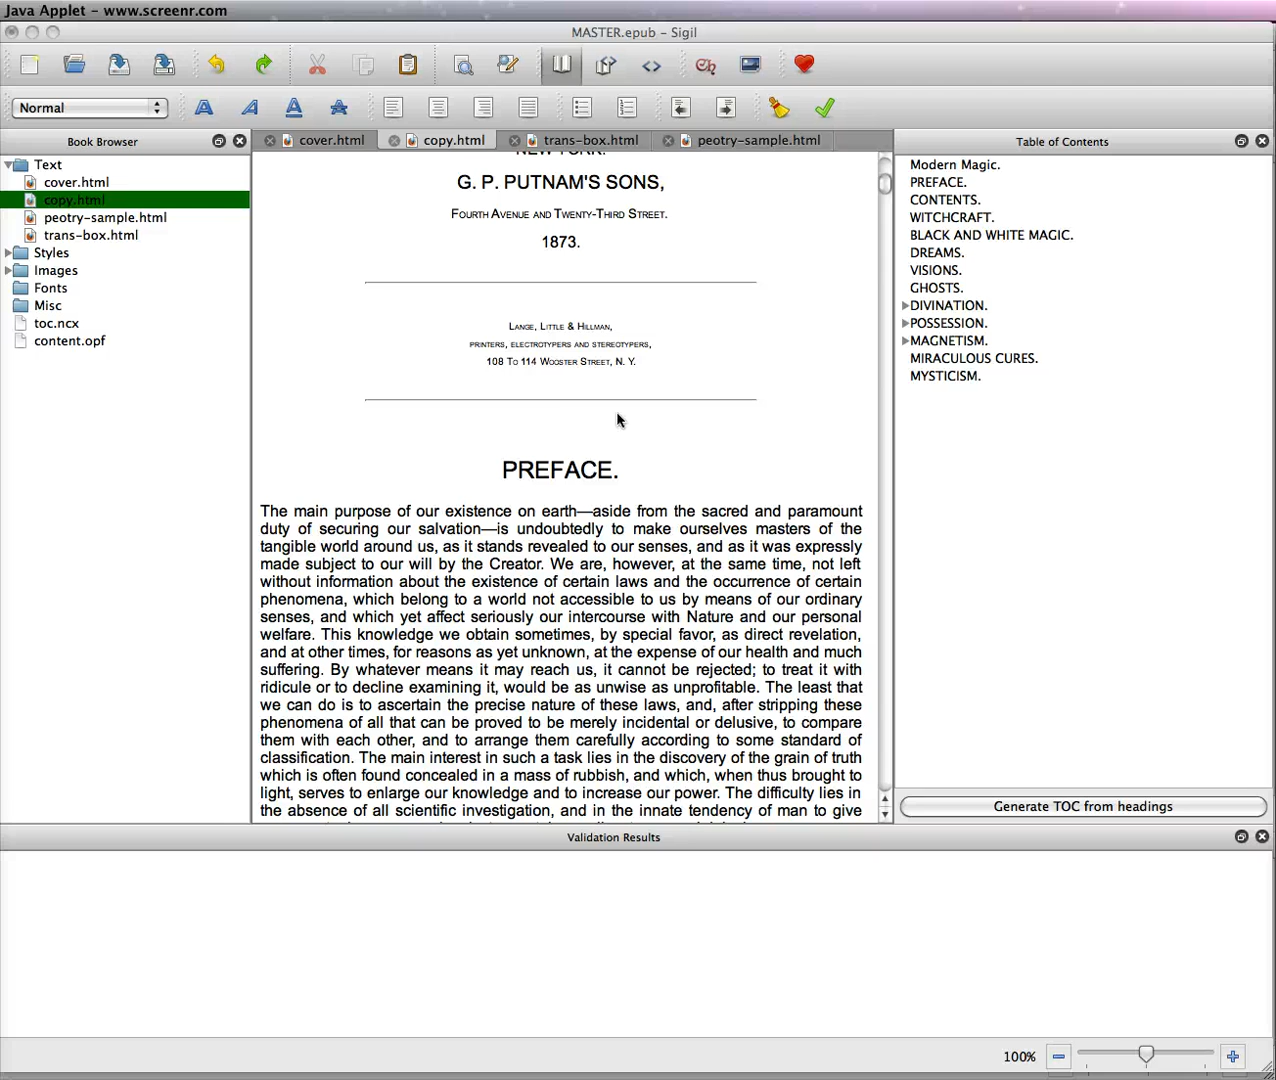 Java Applet - www.screenr.com
MASTER.epub - Sigil
Normal
Book Browser
cover.html
copy.html
trans-box.html
peotry-sample.html
Table of Contents
Text
cover.html
copy.html
peotry-sample.html
trans-box.html
Styles
Images
Fonts
Misc
toc.ncx
content.opf
NEW YORK:
G. P. PUTNAM'S SONS,
Fourth Avenue and Twenty-Third Street.
1873.
Lange, Little & Hillman,
printers, electrotypers and stereotypers,
108 To 114 Wooster Street, N. Y.
PREFACE.
The main purpose of our existence on earth—aside from the sacred and paramount
duty of securing our salvation—is undoubtedly to make ourselves masters of the
tangible world around us, as it stands revealed to our senses, and as it was expressly
made subject to our will by the Creator. We are, however, at the same time, not left
without information about the existence of certain laws and the occurrence of certain
phenomena, which belong to a world not accessible to us by means of our ordinary
senses, and which yet affect seriously our intercourse with Nature and our personal
welfare. This knowledge we obtain sometimes, by special favor, as direct revelation,
and at other times, for reasons as yet unknown, at the expense of our health and much
suffering. By whatever means it may reach us, it cannot be rejected; to treat it with
ridicule or to decline examining it, would be as unwise as unprofitable. The least that
we can do is to ascertain the precise nature of these laws, and, after stripping these
phenomena of all that can be proved to be merely incidental or delusive, to compare
them with each other, and to arrange them carefully according to some standard of
classification. The main interest in such a task lies in the discovery of the grain of truth
which is often found concealed in a mass of rubbish, and which, when thus brought to
light, serves to enlarge our knowledge and to increase our power. The difficulty lies in
the absence of all scientific investigation, and in the innate tendency of man to give
Modern Magic.
PREFACE.
CONTENTS.
WITCHCRAFT.
BLACK AND WHITE MAGIC.
DREAMS.
VISIONS.
GHOSTS.
DIVINATION.
POSSESSION.
MAGNETISM.
MIRACULOUS CURES.
MYSTICISM.
Generate TOC from headings
Validation Results
100%